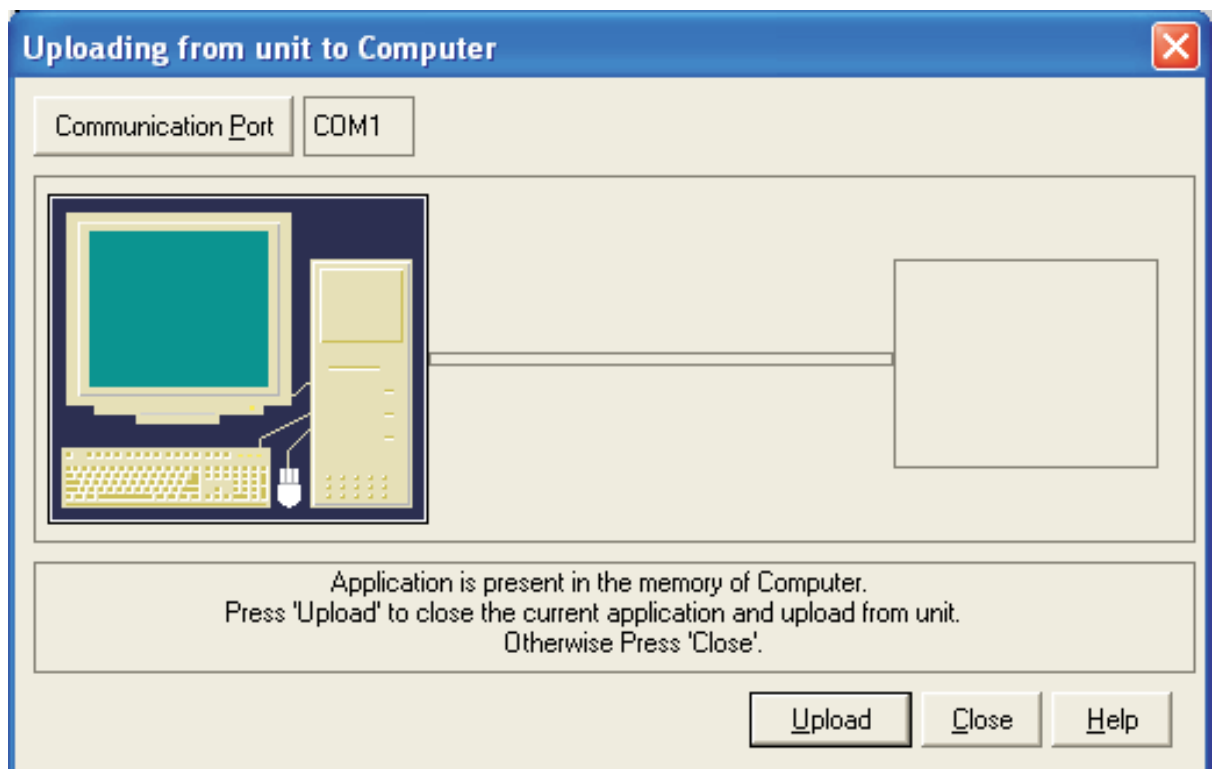 Uploading from unit to Computer
Communication Port
COM1
Application is present in the memory of Computer.
Press 'Upload' to close the current application and upload from unit.
Otherwise Press 'Close'.
Upload
Close
Help